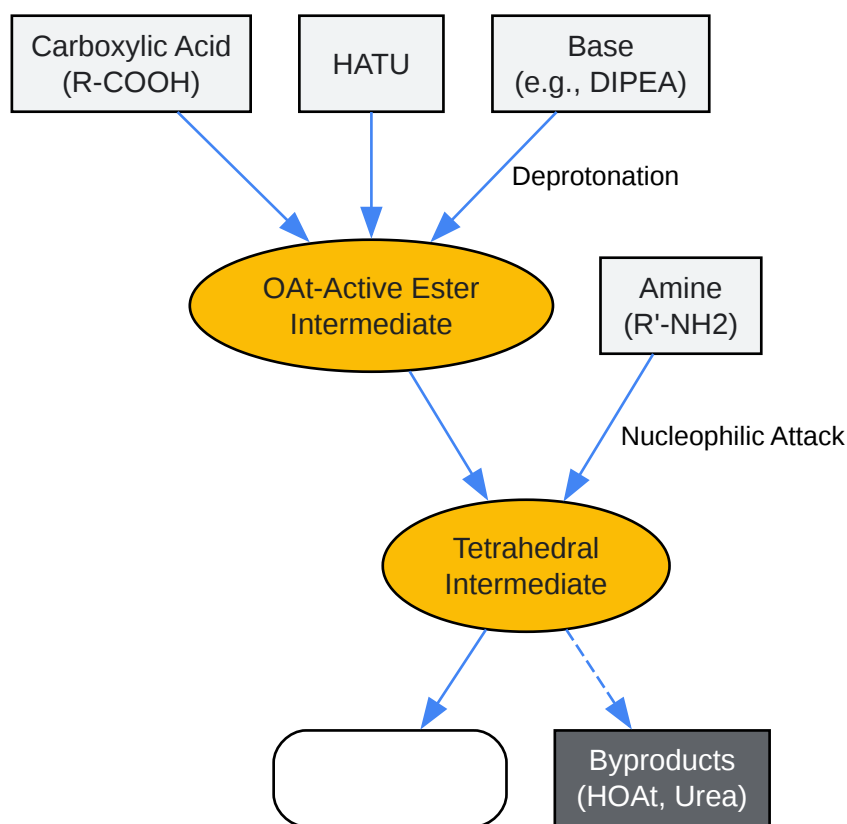 Carboxylic Acid
(R-COOH)
HATU
Base
(e.g., DIPEA)
Deprotonation
OAt-Active Ester
Intermediate
Amine
(R'-NH2)
Nucleophilic Attack
Tetrahedral
Intermediate
Byproducts
(HOAt, Urea)